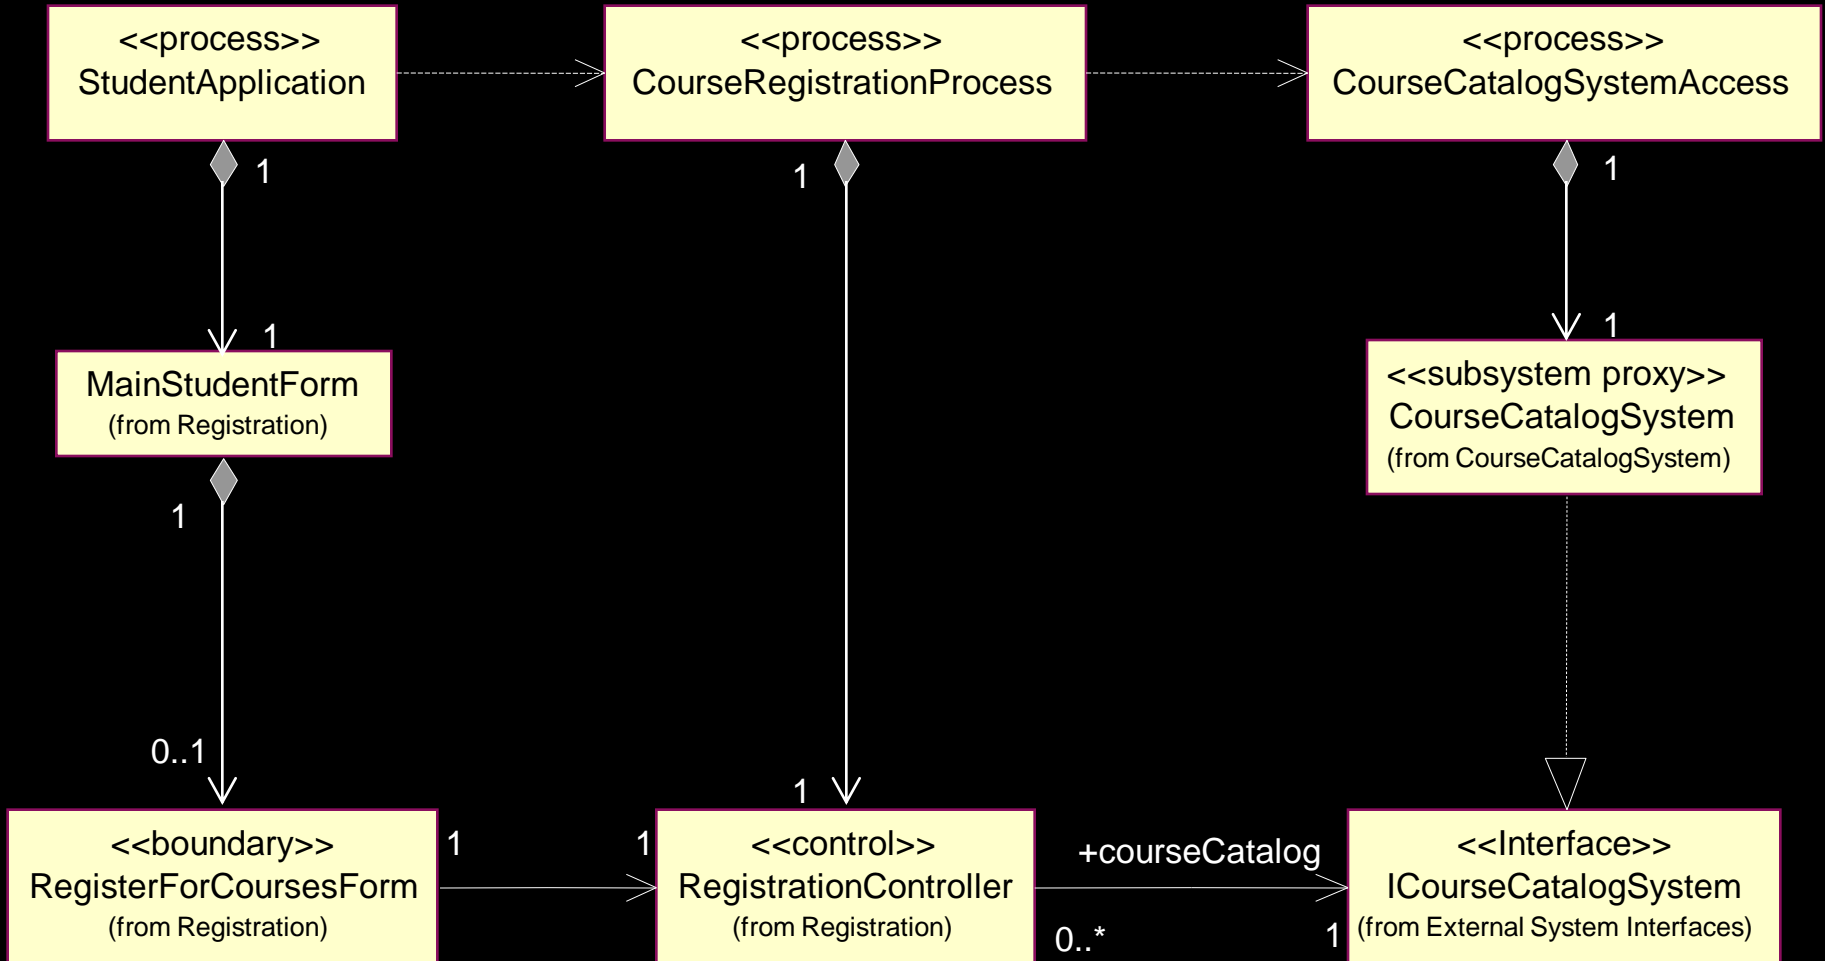 <<process>>
StudentApplication
<<process>>
CourseRegistrationProcess
<<process>>
CourseCatalogSystemAccess
1
1
1
1
1
MainStudentForm
(from Registration)
<<subsystem proxy>>
CourseCatalogSystem
(from CourseCatalogSystem)
1
0..1
1
<<boundary>>
RegisterForCoursesForm
(from Registration)
1
1
<<control>>
RegistrationController
(from Registration)
+courseCatalog
0..*
1
<<Interface>>
ICourseCatalogSystem
(from External System Interfaces)